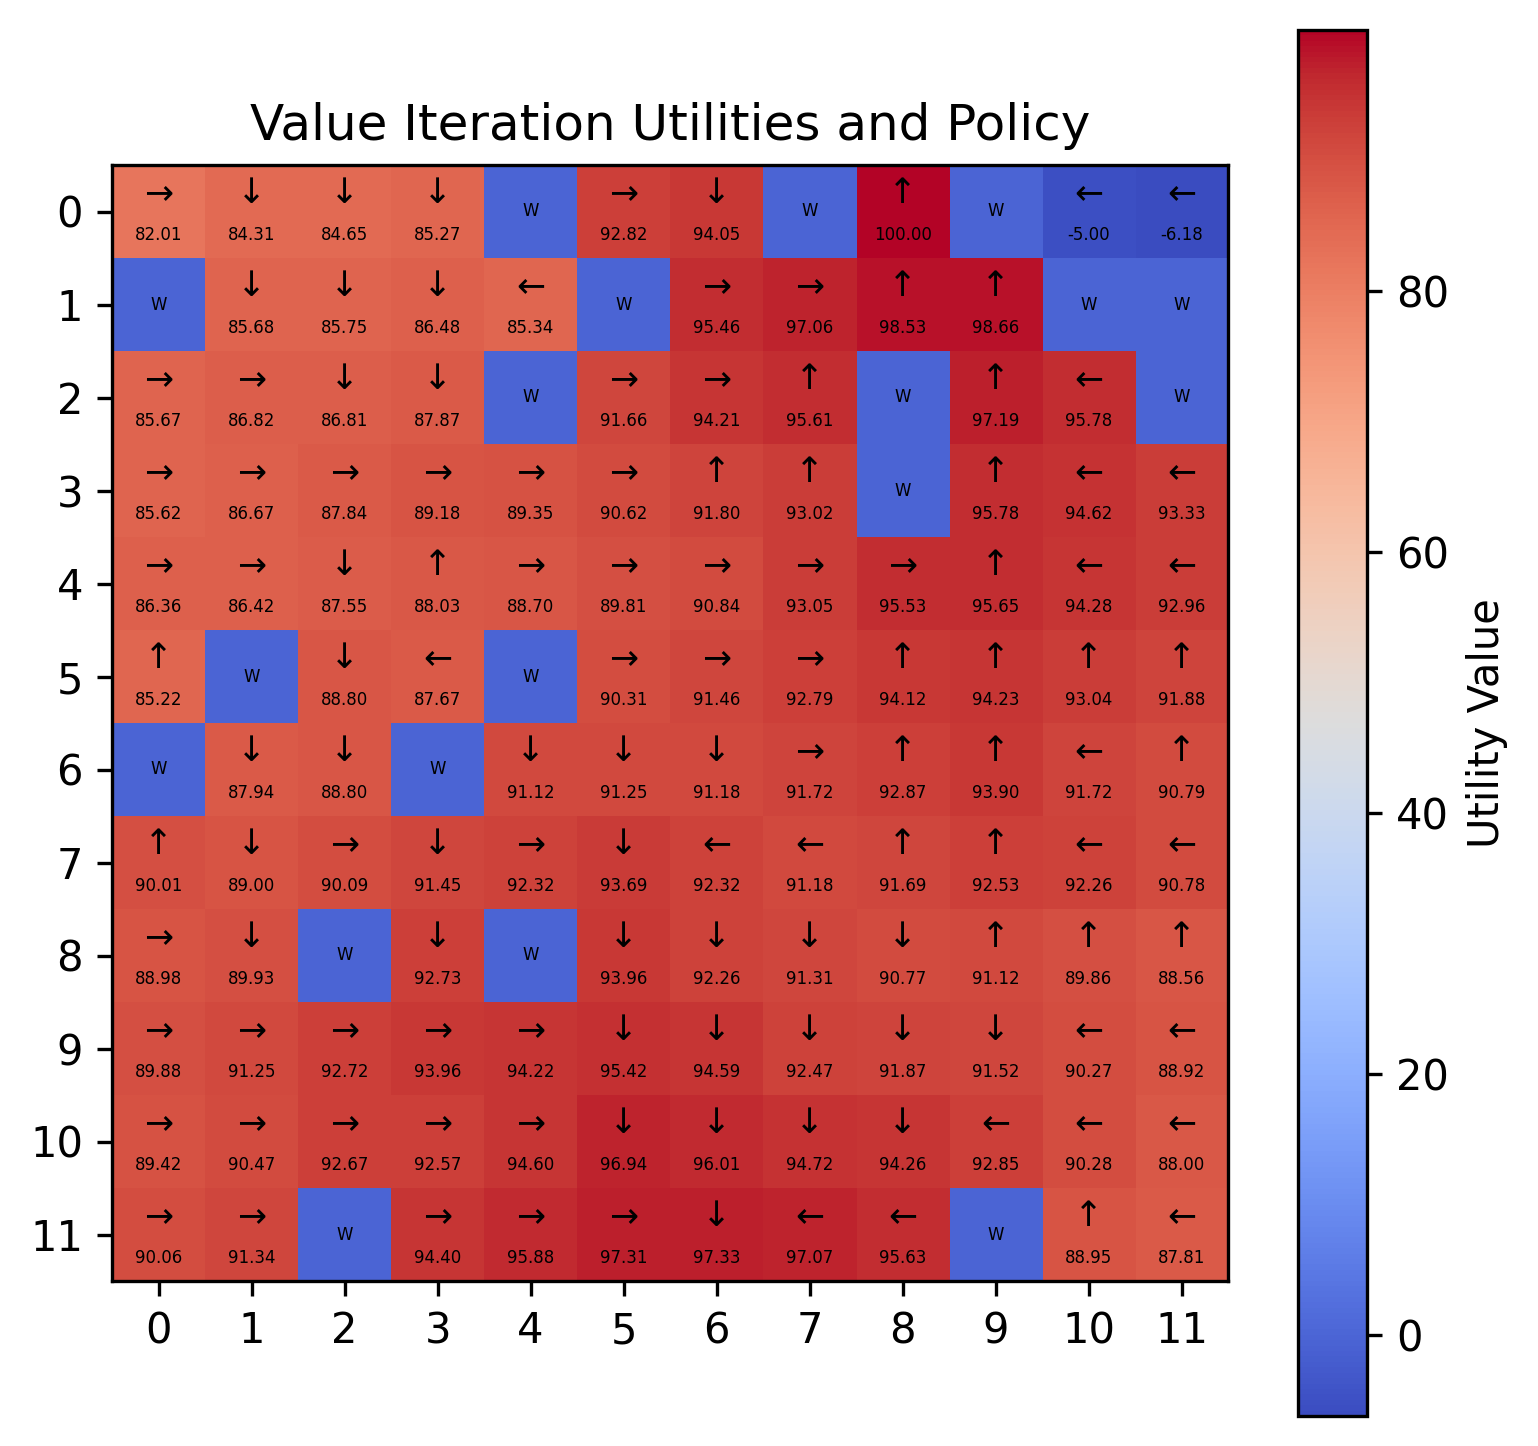 Value Iteration Utilities and Policy
0 → ↓ ↓ ↓ W → ↓ W ↑ W ← ←
82.01 84.31 84.65 85.27 92.82 94.05 100.00 -5.00 -6.18
1 W ↓ ↓ ↓ ← W → → ↑ ↑ W W
85.68 85.75 86.48 85.34 95.46 97.06 98.53 98.66
2 → → ↓ ↓ W → → ↑ W ↑ ← W
85.67 86.82 86.81 87.87 91.66 94.21 95.61 97.19 95.78
3 → → → → → → ↑ ↑ W ↑ ← ←
85.62 86.67 87.84 89.18 89.35 90.62 91.80 93.02 95.78 94.62 93.33
4 → → ↓ ↑ → → → → → ↑ ← ←
86.36 86.42 87.55 88.03 88.70 89.81 90.84 93.05 95.53 95.65 94.28 92.96
5 ↑ W ↓ ← W → → → ↑ ↑ ↑ ↑
85.22 88.80 87.67 90.31 91.46 92.79 94.12 94.23 93.04 91.88
6 W ↓ ↓ W ↓ ↓ ↓ → ↑ ↑ ← ↑
87.94 88.80 91.12 91.25 91.18 91.72 92.87 93.90 91.72 90.79
7 ↑ ↓ → ↓ → ↓ ← ← ↑ ↑ ← ←
90.01 89.00 90.09 91.45 92.32 93.69 92.32 91.18 91.69 92.53 92.26 90.78
8 → ↓ W ↓ W ↓ ↓ ↓ ↓ ↑ ↑ ↑
88.98 89.93 92.73 93.96 92.26 91.31 90.77 91.12 89.86 88.56
9 → → → → → ↓ ↓ ↓ ↓ ↓ ← ←
89.88 91.25 92.72 93.96 94.22 95.42 94.59 92.47 91.87 91.52 90.27 88.92
10 → → → → → ↓ ↓ ↓ ↓ ← ← ←
89.42 90.47 92.67 92.57 94.60 96.94 96.01 94.72 94.26 92.85 90.28 88.00
11 → → W → → → ↓ ← ← W ↑ ←
90.06 91.34 94.40 95.88 97.31 97.33 97.07 95.63 88.95 87.81
0 1 2 3 4 5 6 7 8 9 10 11
80
60
40
20
0
Utility Value